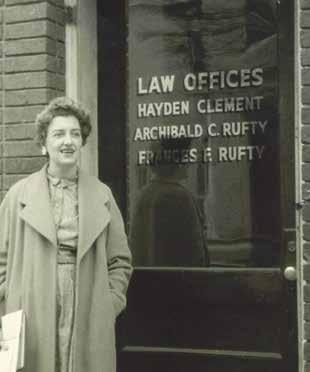 LAW OFFICES
HAYDEN CLEMENT
ARCHIBALD C. RUFTY
FRANCES F. RUFTY